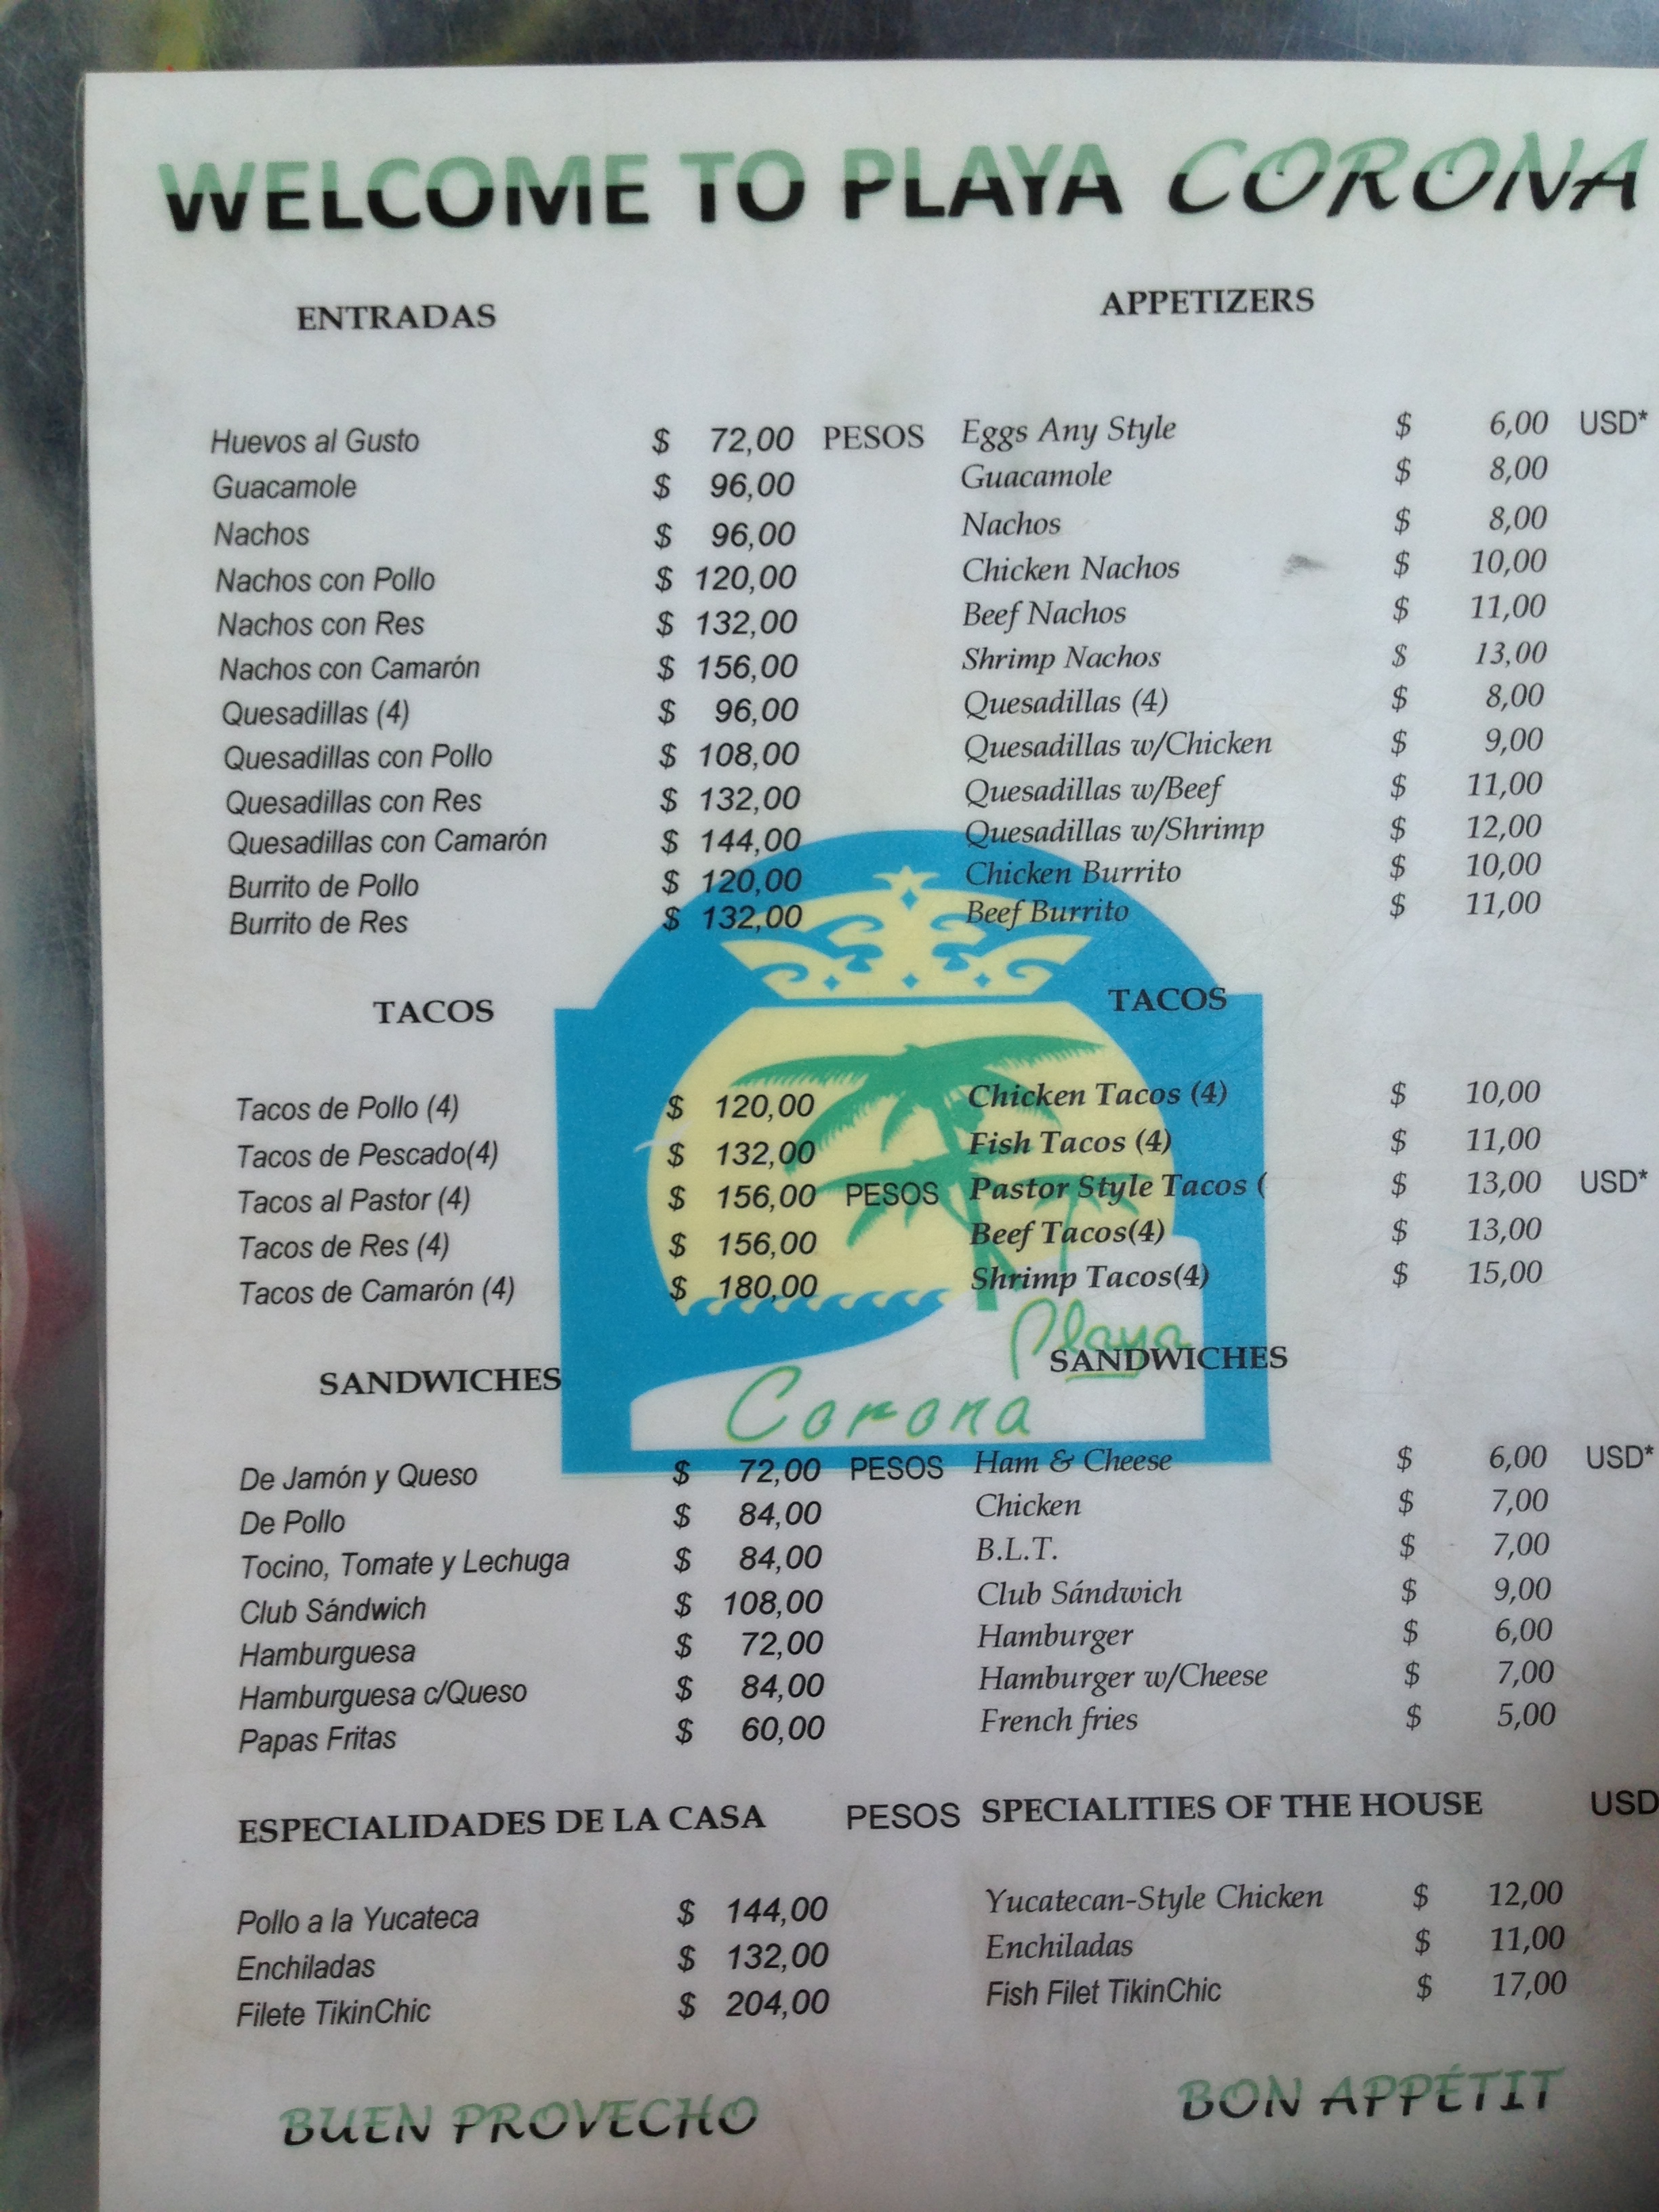 WELCOME TO PLAYA CORONA
ENTRADAS APPETIZERS
Huevos al Gusto $ 72,00 PESOS Eggs Any Style $ 6,00 USD*
Guacamole $ 96,00 Guacamole $ 8,00
Nachos $ 96,00 Nachos $ 8,00
Nachos con Pollo $ 120,00 Chicken Nachos $ 10,00
Nachos con Res $ 132,00 Beef Nachos $ 11,00
Nachos con Camarón $ 156,00 Shrimp Nachos $ 13,00
Quesadillas (4) $ 96,00 Quesadillas (4) $ 8,00
Quesadillas con Pollo $ 108,00 Quesadillas w/Chicken $ 9,00
Quesadillas con Res $ 132,00 Quesadillas w/Beef $ 11,00
Quesadillas con Camarón $ 144,00 Quesadillas w/Shrimp $ 12,00
Burrito de Pollo $ 120,00 Chicken Burrito $ 10,00
Burrito de Res $ 132,00 Beef Burrito $ 11,00
TACOS TACOS
Tacos de Pollo (4) $ 120,00 Chicken Tacos (4) $ 10,00
Tacos de Pescado(4) $ 132,00 Fish Tacos (4) $ 11,00
Tacos al Pastor (4) $ 156,00 PESOS Pastor Style Tacos ( $ 13,00 USD*
Tacos de Res (4) $ 156,00 Beef Tacos(4) $ 13,00
Tacos de Camarón (4) $ 180,00 Shrimp Tacos(4) $ 15,00
Playa
Corona
SANDWICHES SANDWICHES
De Jamón y Queso $ 72,00 PESOS Ham & Cheese $ 6,00 USD*
De Pollo $ 84,00 Chicken $ 7,00
Tocino, Tomate y Lechuga $ 84,00 B.L.T. $ 7,00
Club Sándwich $ 108,00 Club Sándwich $ 9,00
Hamburguesa $ 72,00 Hamburger $ 6,00
Hamburguesa c/Queso $ 84,00 Hamburger w/Cheese $ 7,00
Papas Fritas $ 60,00 French fries $ 5,00
ESPECIALIDADES DE LA CASA PESOS SPECIALITIES OF THE HOUSE USD
Pollo a la Yucateca $ 144,00 Yucatecan-Style Chicken $ 12,00
Enchiladas $ 132,00 Enchiladas $ 11,00
Filete TikinChic $ 204,00 Fish Filet TikinChic $ 17,00
BUEN PROVECHO BON APPÉTIT